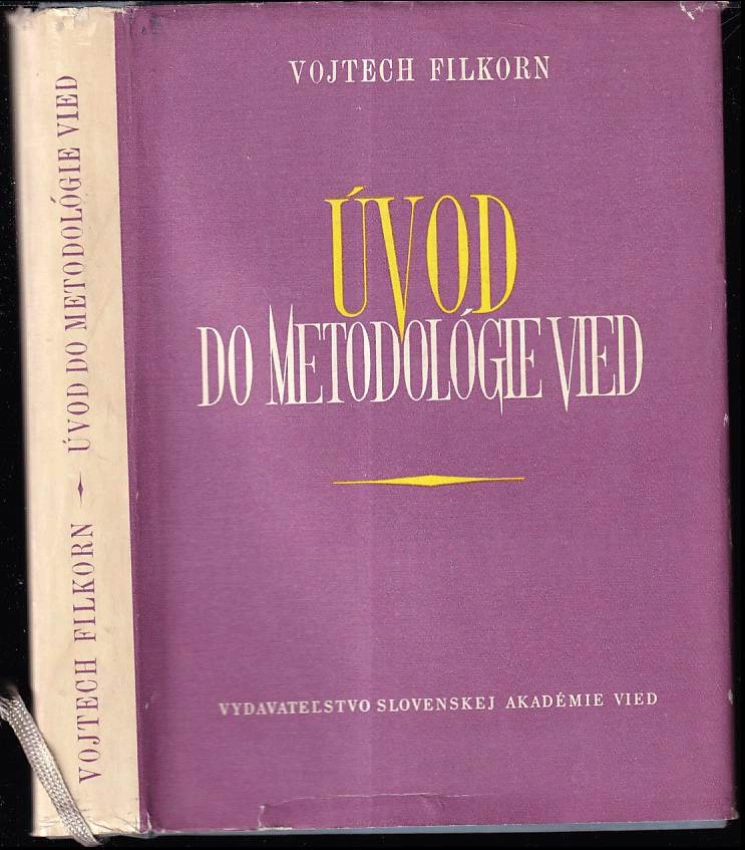 VOJTECH FILKORN
ÚVOD
DO METODOLÓGIE VIED
VYDAVATEĽSTVO SLOVENSKEJ AKADÉMIE VIED
VOJTECH FILKORN – ÚVOD DO METODOLÓGIE VIED